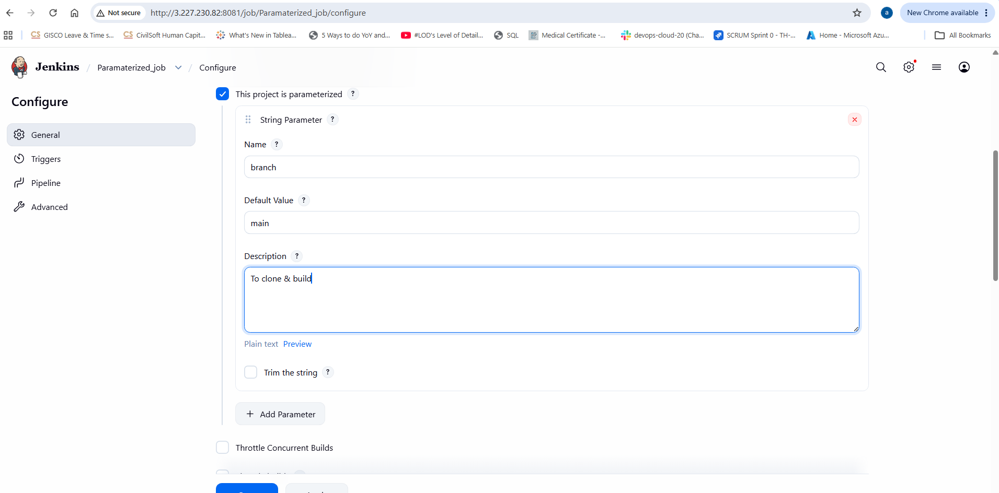 Not secure
http://3.227.230.82:8081/job/Paramaterized_job/configure
a
New Chrome available
CS GISCO Leave & Time s...
CS CivilSoft Human Capit...
What's New in Tablea...
5 Ways to do YoY and...
#LOD's Level of Detail...
SQL
Medical Certificate -...
devops-cloud-20 (Cha...
SCRUM Sprint 0 - TH-...
Home - Microsoft Azu...
All Bookmarks
Jenkins / Paramaterized_job / Configure
Configure
General
Triggers
Pipeline
Advanced
This project is parameterized ?
String Parameter ?
Name ?
branch
Default Value ?
main
Description ?
To clone & build
Plain text Preview
Trim the string ?
+ Add Parameter
Throttle Concurrent Builds